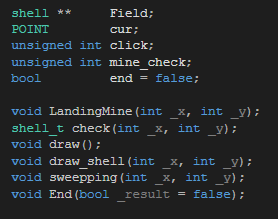 shell ** Field;
POINT cur;
unsigned int click;
unsigned int mine_check;
bool end = false;
void LandingMine(int _x, int _y);
shell_t check(int _x, int _y);
void draw();
void draw_shell(int _x, int _y);
void sweepping(int _x, int _y);
void End(bool _result = false);